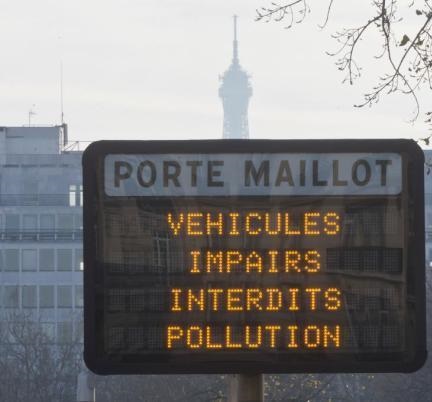 PORTE MAILLOT
VEHICULES
IMPAIRS
INTERDITS
POLLUTION